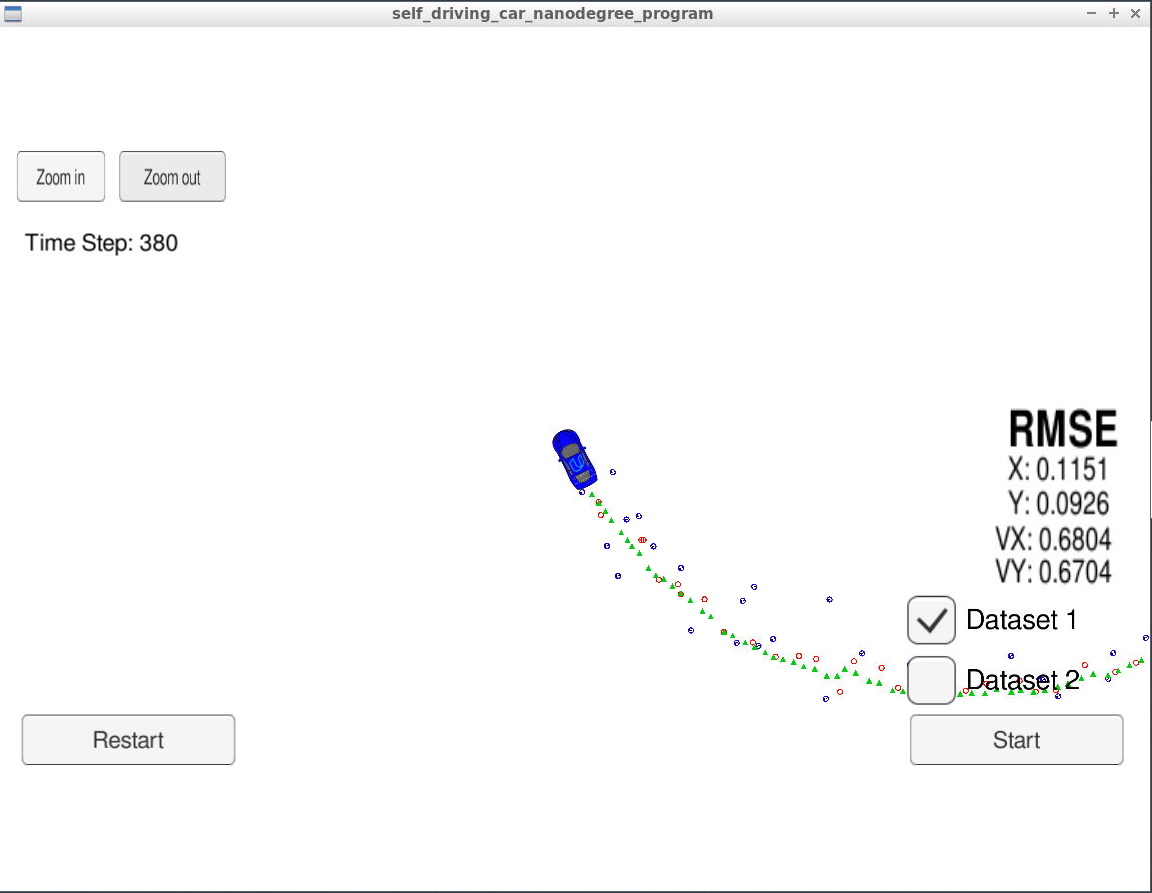 self_driving_car_nanodegree_program
Zoom in
Zoom out
Time Step: 380
RMSE
X: 0.1151
Y: 0.0926
VX: 0.6804
VY: 0.6704
Dataset 1
Dataset 2
Restart
Start